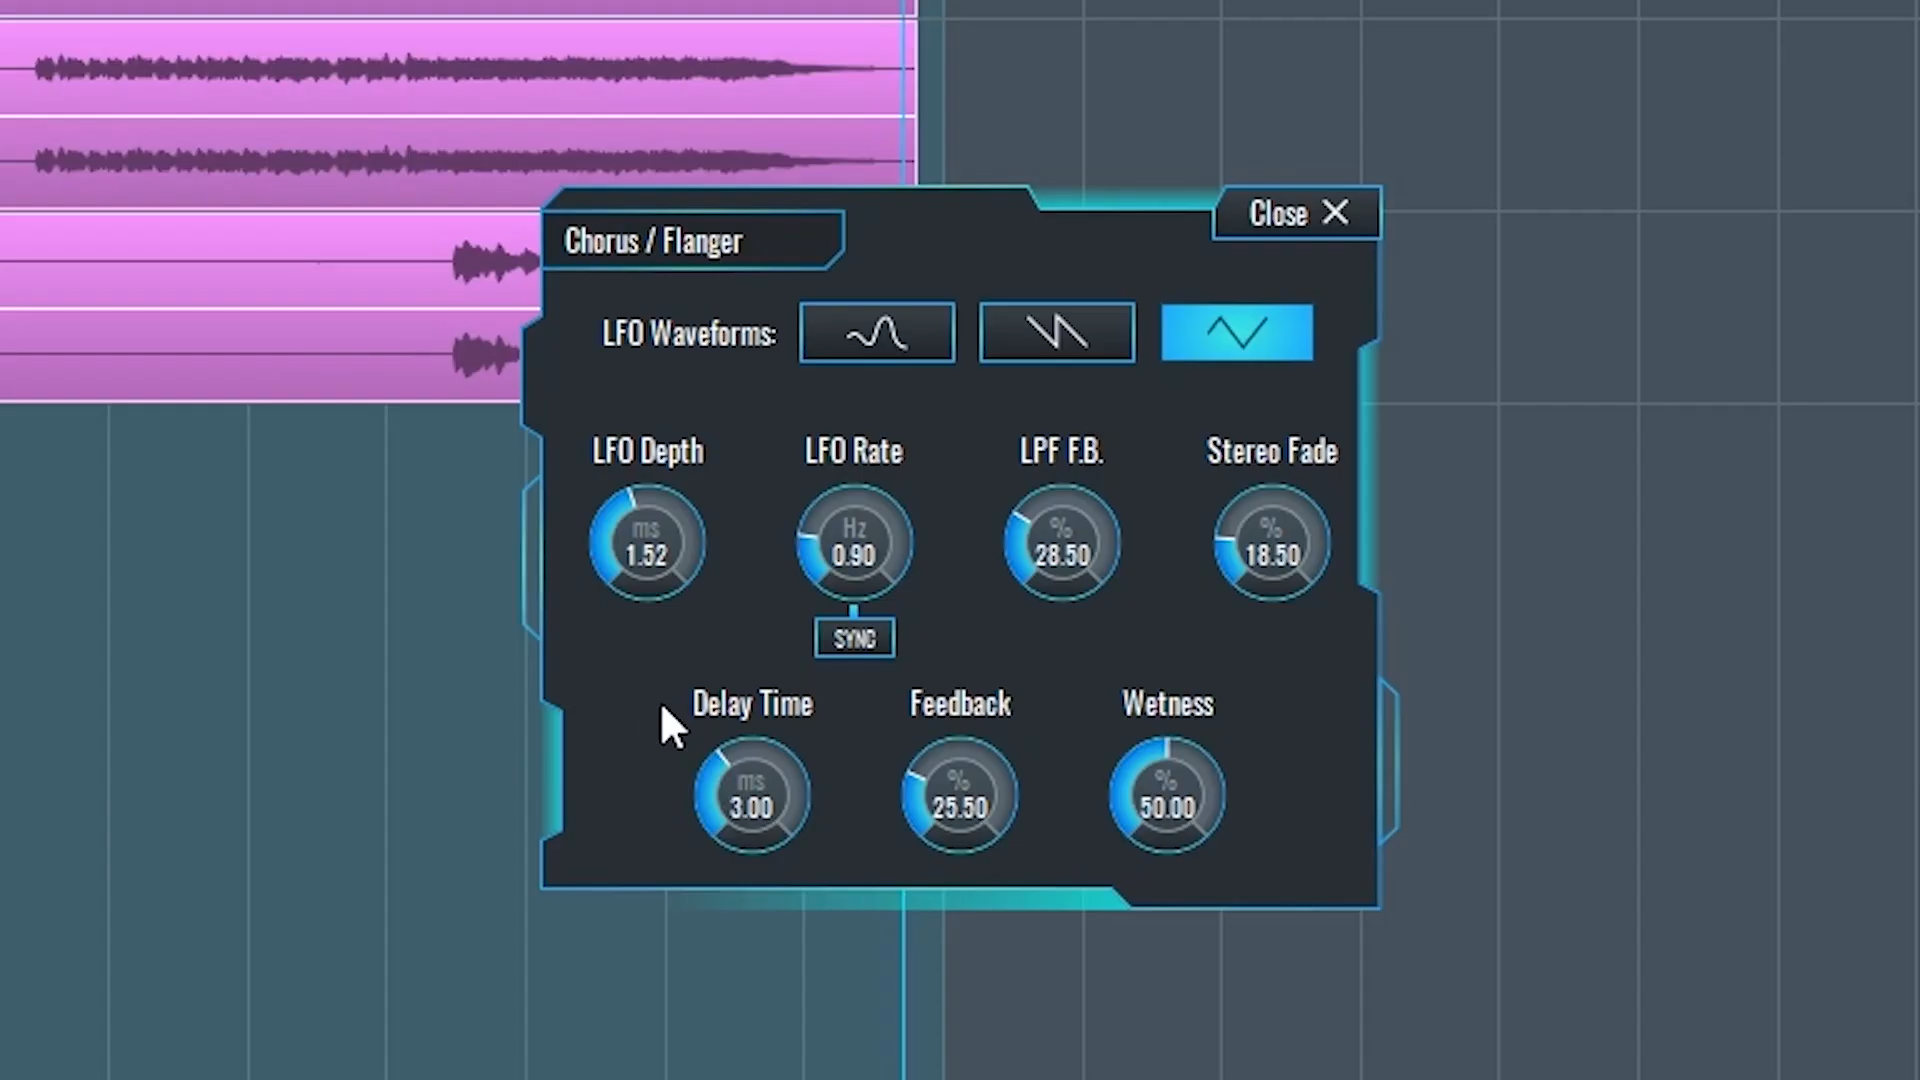 Chorus / Flanger
Close
LFO Waveforms:
LFO Depth
LFO Rate
LPF F.B.
Stereo Fade
ms
1.52
Hz
0.90
%
28.50
%
18.50
SYNC
Delay Time
Feedback
Wetness
ms
3.00
%
25.50
%
50.00